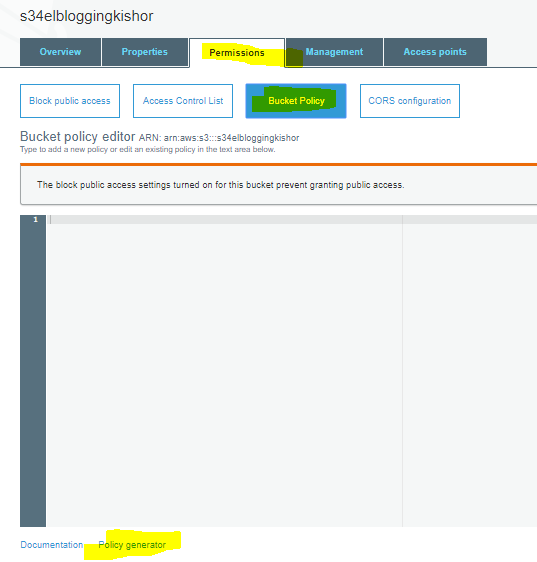 s34elbloggingkishor
Overview Properties Permissions Management Access points
Block public access Access Control List Bucket Policy CORS configuration
Bucket policy editor ARN: arn:aws:s3:::s34elbloggingkishor
Type to add a new policy or edit an existing policy in the text area below.
The block public access settings turned on for this bucket prevent granting public access.
1
Documentation Policy generator